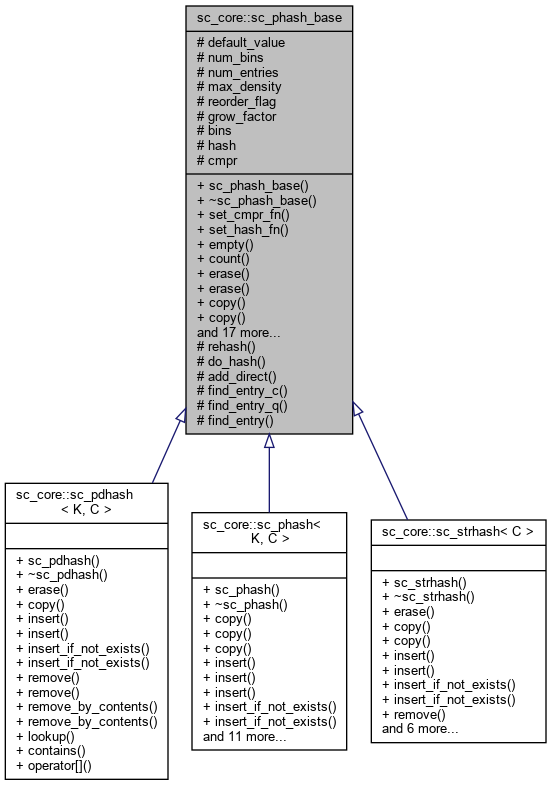 sc_core::sc_phash_base
# default_value
# num_bins
# num_entries
# max_density
# reorder_flag
# grow_factor
# bins
# hash
# cmpr
+ sc_phash_base()
+ ~sc_phash_base()
+ set_cmpr_fn()
+ set_hash_fn()
+ empty()
+ count()
+ erase()
+ erase()
+ copy()
+ copy()
and 17 more...
# rehash()
# do_hash()
# add_direct()
# find_entry_c()
# find_entry_q()
# find_entry()
sc_core::sc_pdhash
< K, C >
+ sc_pdhash()
+ ~sc_pdhash()
+ erase()
+ copy()
+ insert()
+ insert()
+ insert_if_not_exists()
+ insert_if_not_exists()
+ remove()
+ remove()
+ remove_by_contents()
+ remove_by_contents()
+ lookup()
+ contains()
+ operator[]()
sc_core::sc_phash<
K, C >
+ sc_phash()
+ ~sc_phash()
+ copy()
+ copy()
+ copy()
+ insert()
+ insert()
+ insert()
+ insert_if_not_exists()
+ insert_if_not_exists()
and 11 more...
sc_core::sc_strhash< C >
+ sc_strhash()
+ ~sc_strhash()
+ erase()
+ copy()
+ copy()
+ insert()
+ insert()
+ insert_if_not_exists()
+ insert_if_not_exists()
+ remove()
and 6 more...